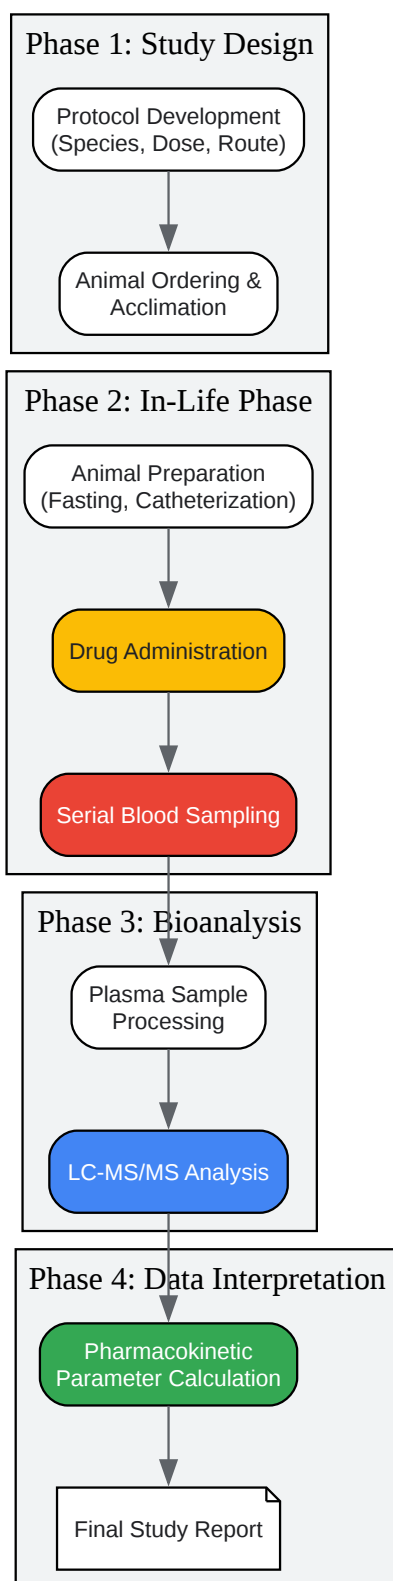 Phase 1: Study Design
Protocol Development
(Species, Dose, Route)
Animal Ordering &
Acclimation
Phase 2: In-Life Phase
Animal Preparation
(Fasting, Catheterization)
Drug Administration
Serial Blood Sampling
Phase 3: Bioanalysis
Plasma Sample
Processing
LC-MS/MS Analysis
Phase 4: Data Interpretation
Pharmacokinetic
Parameter Calculation
Final Study Report